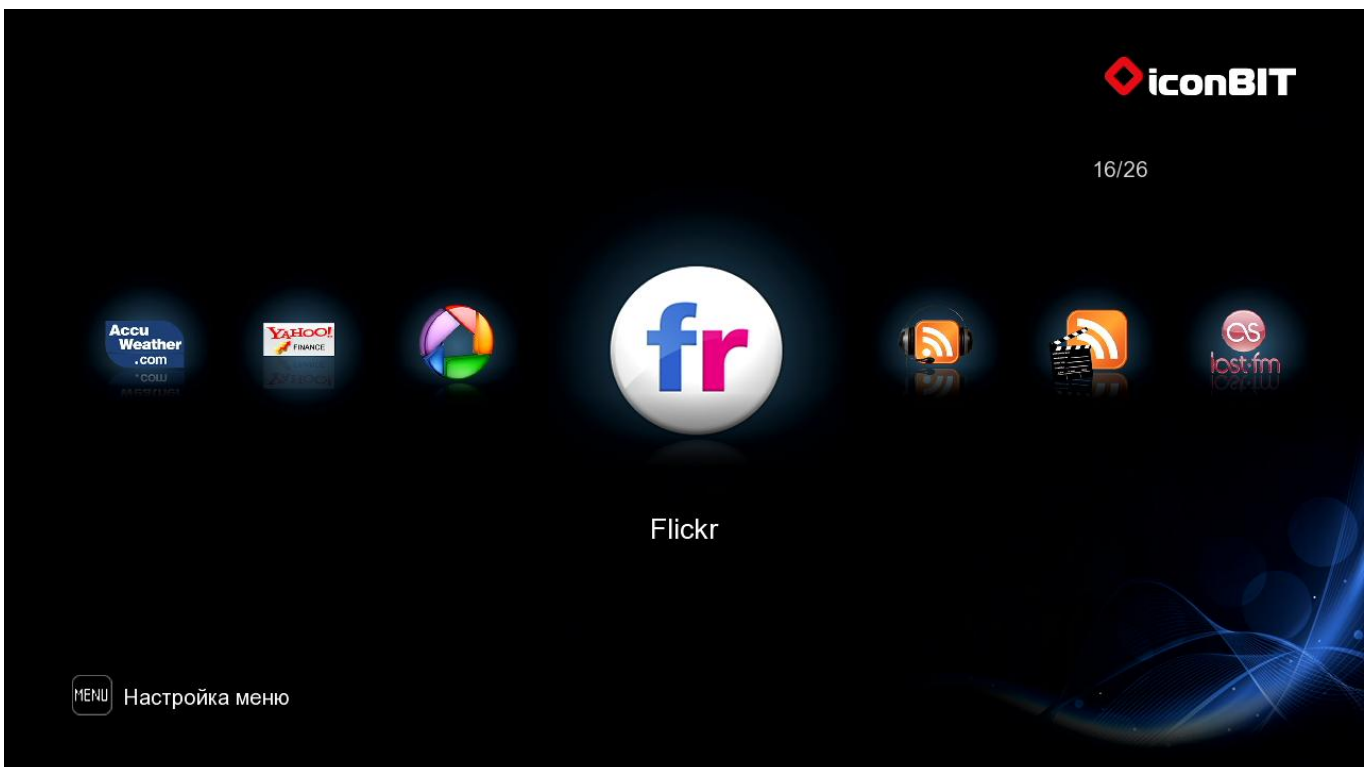 iconBIT
16/26
Accu
Weather
.com
YAHOO!
FINANCE
fr
last.fm
Flickr
MENU Настройка меню